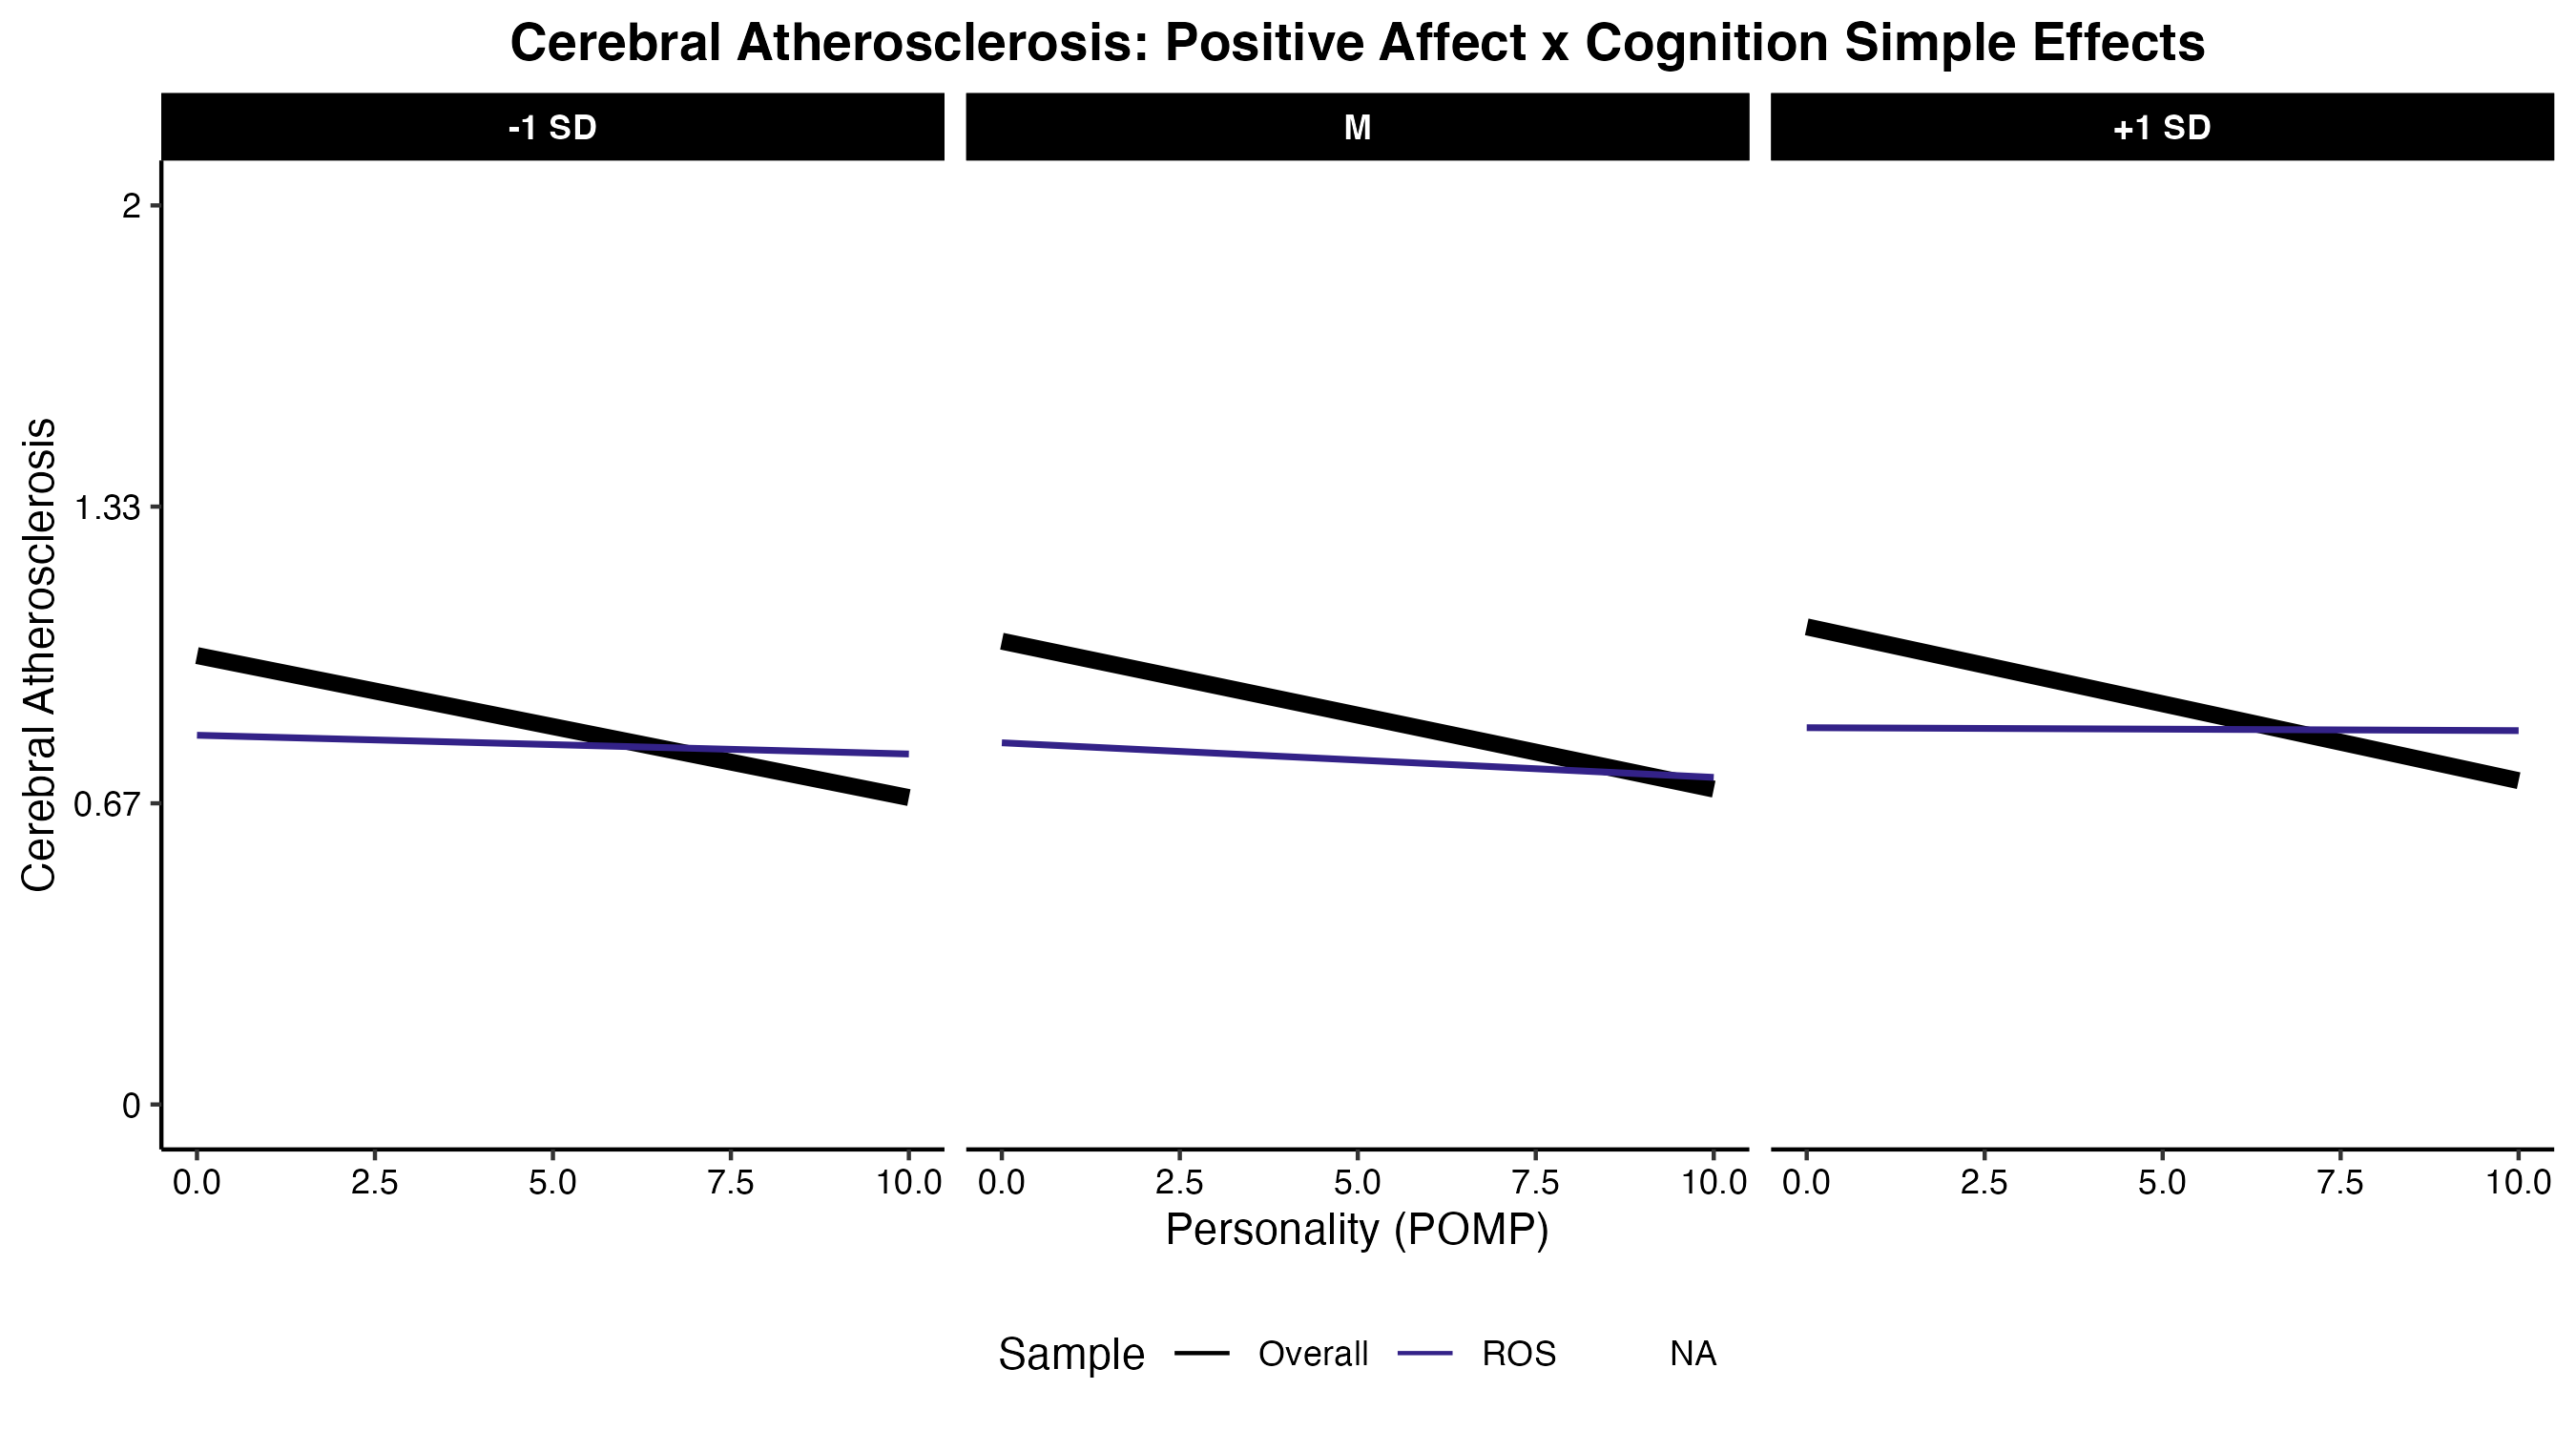 Cerebral Atherosclerosis: Positive Affect x Cognition Simple Effects
-1 SD
M
+1 SD
Cerebral Atherosclerosis
2
1.33
0.67
0
0.0 2.5 5.0 7.5 10.0
0.0 2.5 5.0 7.5 10.0
0.0 2.5 5.0 7.5 10.0
Personality (POMP)
Sample Overall ROS NA